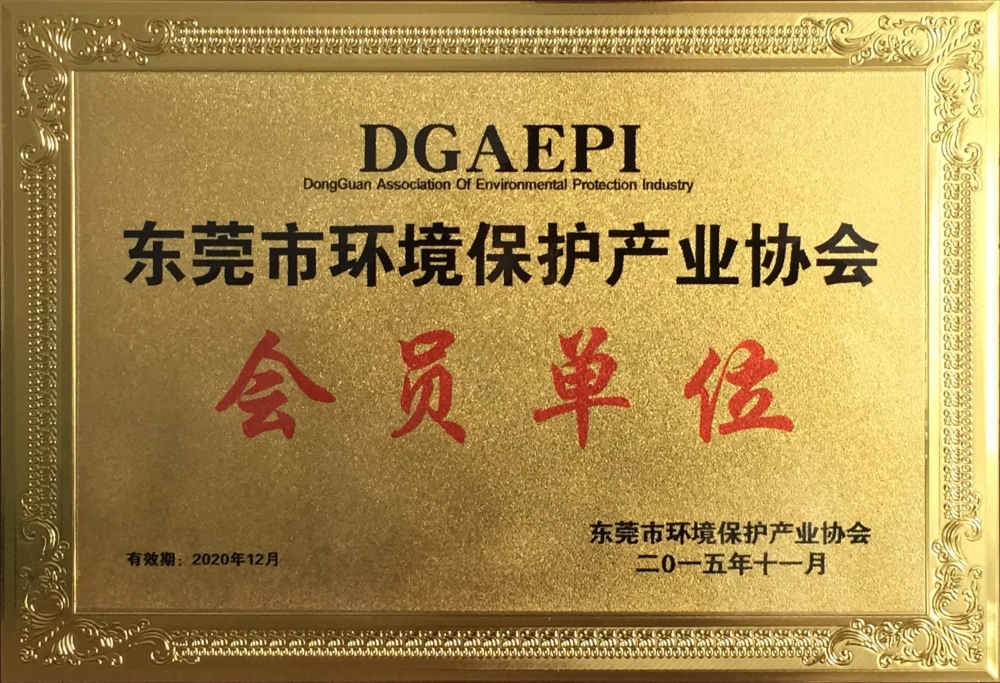 DGAEPI
DongGuan Association Of Environmental Protection Industry
东莞市环境保护产业协会
会员单位
东莞市环境保护产业协会
有效期：2020年12月
二0一五年十一月